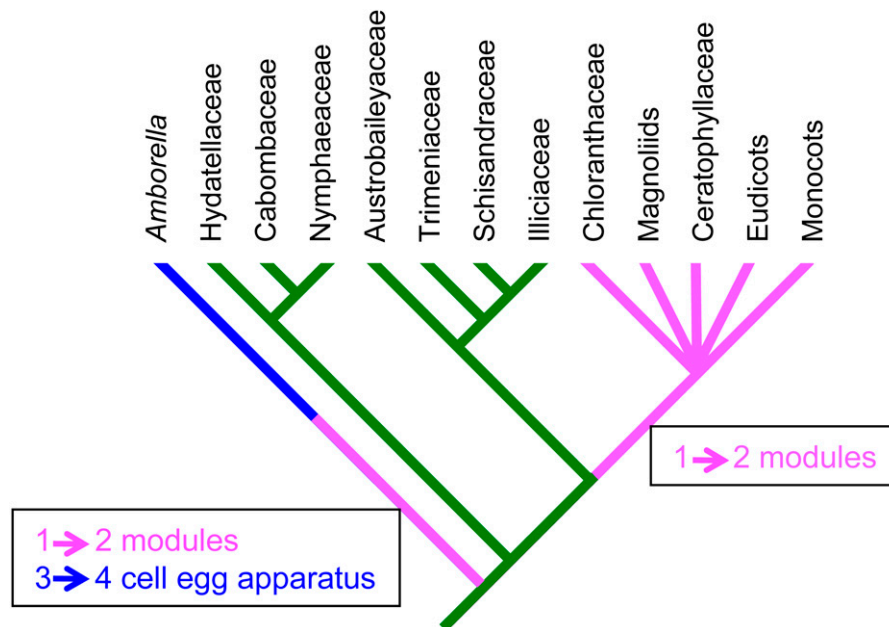 Amborella
Hydatellaceae
Cabombaceae
Nymphaeaceae
Austrobaileyaceae
Trimeniaceae
Schisandraceae
Illiciaceae
Chloranthaceae
Magnoliids
Ceratophyllaceae
Eudicots
Monocots
1→2 modules
1→2 modules
3→4 cell egg apparatus